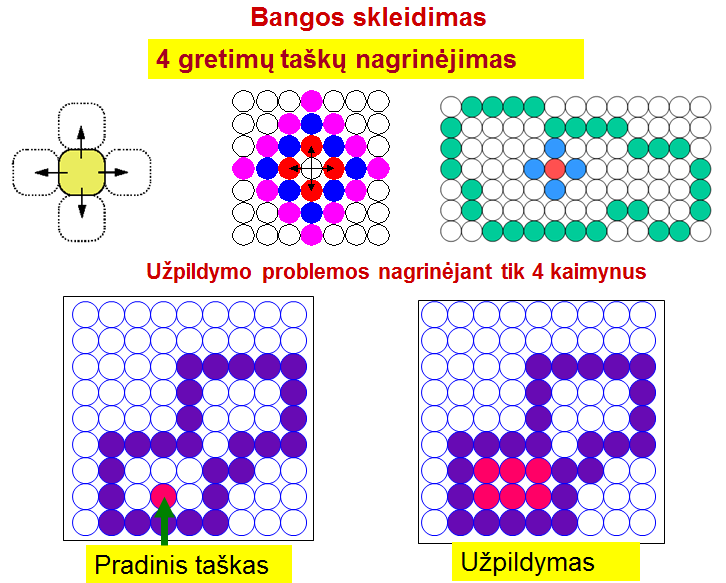 Bangos skleidimas
4 gretimų taškų nagrinėjimas
Užpildymo problemos nagrinėjant tik 4 kaimynus
Pradinis taškas
Užpildymas